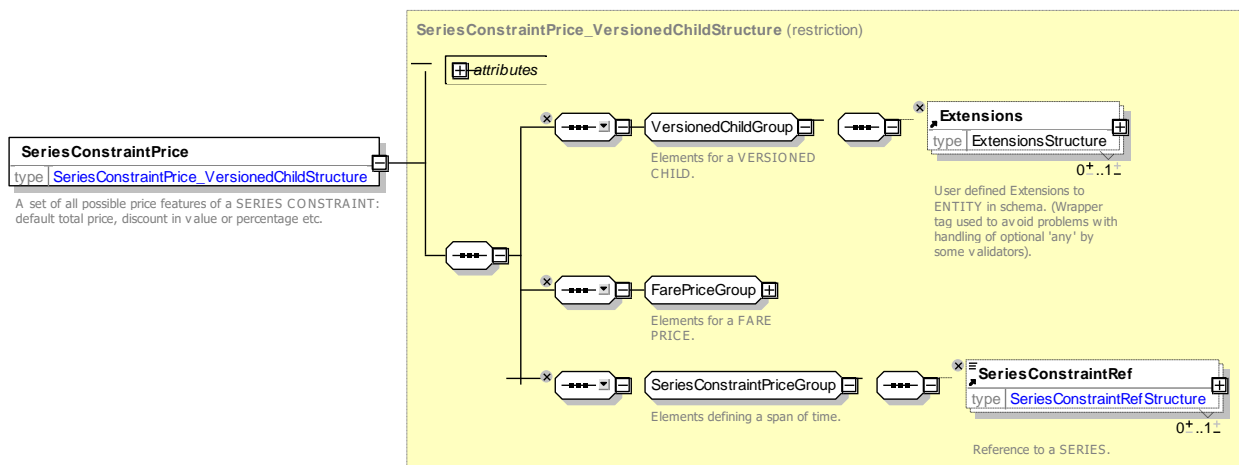 SeriesConstraintPrice_VersionedChildStructure (restriction)
attributes
VersionedChildGroup
Elements for a VERSIONED
CHILD.
Extensions
type ExtensionsStructure
0..1
User defined Extensions to
ENTITY in schema. (Wrapper
tag used to avoid problems with
handling of optional 'any' by
some validators).
SeriesConstraintPrice
type SeriesConstraintPrice_VersionedChildStructure
A set of all possible price features of a SERIES CONSTRAINT:
default total price, discount in value or percentage etc.
FarePriceGroup
Elements for a FARE
PRICE.
SeriesConstraintPriceGroup
Elements defining a span of time.
SeriesConstraintRef
type SeriesConstraintRefStructure
0..1
Reference to a SERIES.